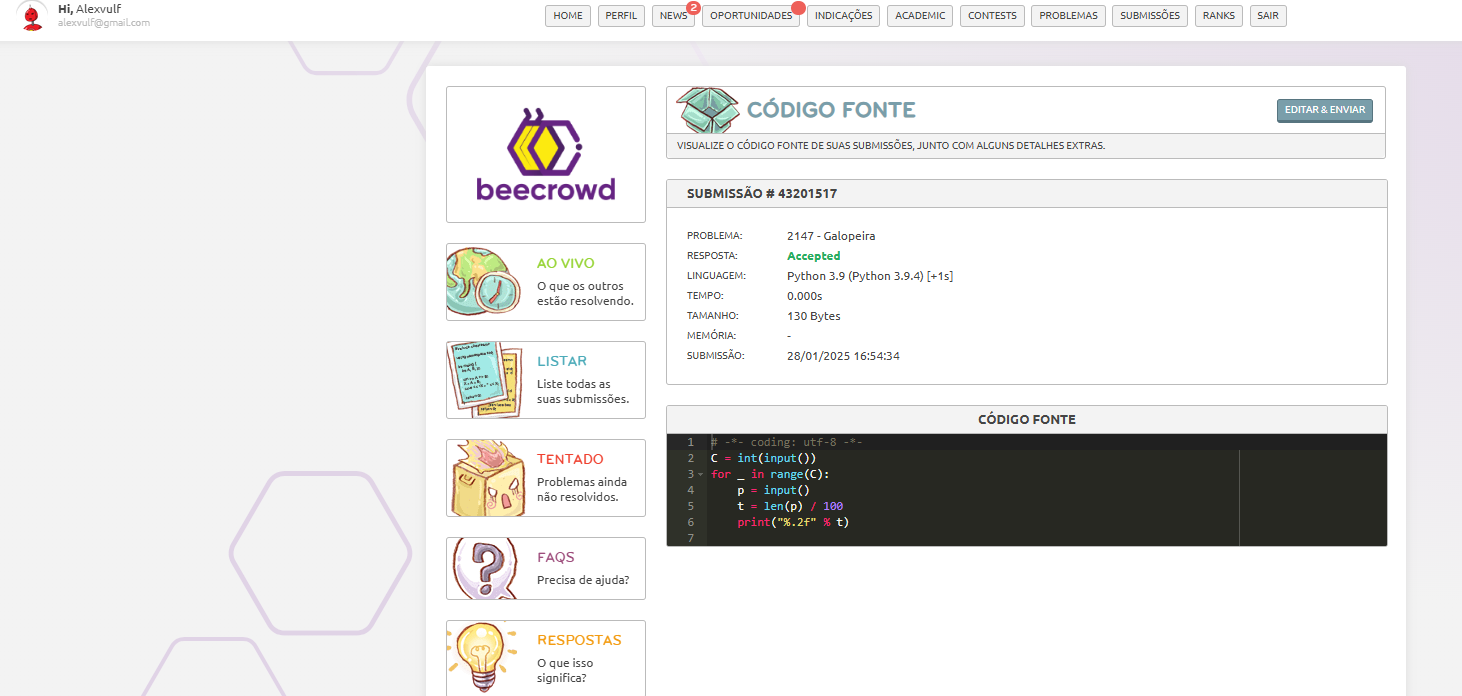 Hi, Alexvulf
alexvulf@gmail.com
HOME PERFIL NEWS 2 OPORTUNIDADES INDICAÇÕES ACADEMIC CONTESTS PROBLEMAS SUBMISSÕES RANKS SAIR
beecrowd
AO VIVO
O que os outros
estão resolvendo.
LISTAR
Liste todas as
suas submissões.
TENTADO
Problemas ainda
não resolvidos.
FAQS
Precisa de ajuda?
RESPOSTAS
O que isso
significa?
CÓDIGO FONTE
EDITAR & ENVIAR
VISUALIZE O CÓDIGO FONTE DE SUAS SUBMISSÕES, JUNTO COM ALGUNS DETALHES EXTRAS.
SUBMISSÃO # 43201517
PROBLEMA: 2147 - Galopeira
RESPOSTA: Accepted
LINGUAGEM: Python 3.9 (Python 3.9.4) [+1s]
TEMPO: 0.000s
TAMANHO: 130 Bytes
MEMÓRIA: -
SUBMISSÃO: 28/01/2025 16:54:34
CÓDIGO FONTE
1 # -*- coding: utf-8 -*-
2 C = int(input())
3 for _ in range(C):
4     p = input()
5     t = len(p) / 100
6     print("%.2f" % t)
7